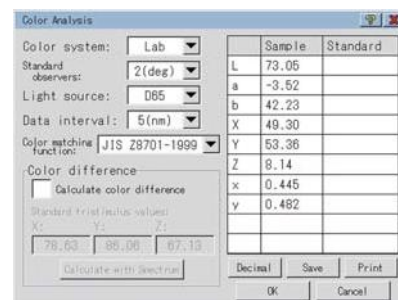 Color Analysis
Color system: Lab
Standard observers: 2(deg)
Light source: D65
Data interval: 5(nm)
Color matching function: JIS Z8701-1999
Color difference
Calculate color difference
Standard tristimulus values:
X: Y: Z:
78.63 86.06 67.13
Calculate with Spectrum
Sample Standard
L 73.05
a -3.52
b 42.23
X 49.30
Y 53.36
Z 8.14
x 0.445
y 0.482
Decimal Save Print
OK Cancel